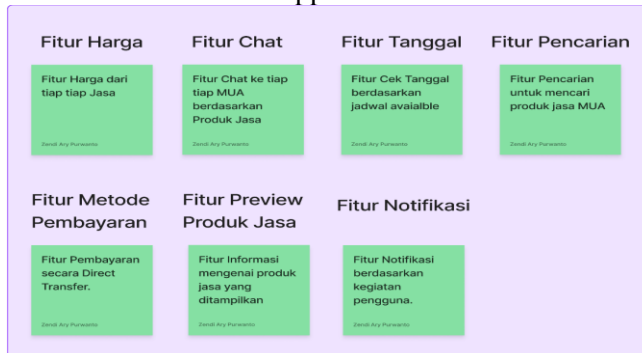 Fitur Harga
Fitur Chat
Fitur Tanggal
Fitur Pencarian
Fitur Harga dari
tiap tiap Jasa
Zendi Ary Purwanto
Fitur Chat ke tiap
tiap MUA
berdasarkan
Produk Jasa
Zendi Ary Purwanto
Fitur Cek Tanggal
berdasarkan
jadwal avaialble
Zendi Ary Purwanto
Fitur Pencarian
untuk mencari
produk jasa MUA
Zendi Ary Purwanto
Fitur Metode
Pembayaran
Fitur Preview
Produk Jasa
Fitur Notifikasi
Fitur Pembayaran
secara Direct
Transfer.
Zendi Ary Purwanto
Fitur Informasi
mengenai produk
jasa yang
ditampilkan
Zendi Ary Purwanto
Fitur Notifikasi
berdasarkan
kegiatan
pengguna.
Zendi Ary Purwanto